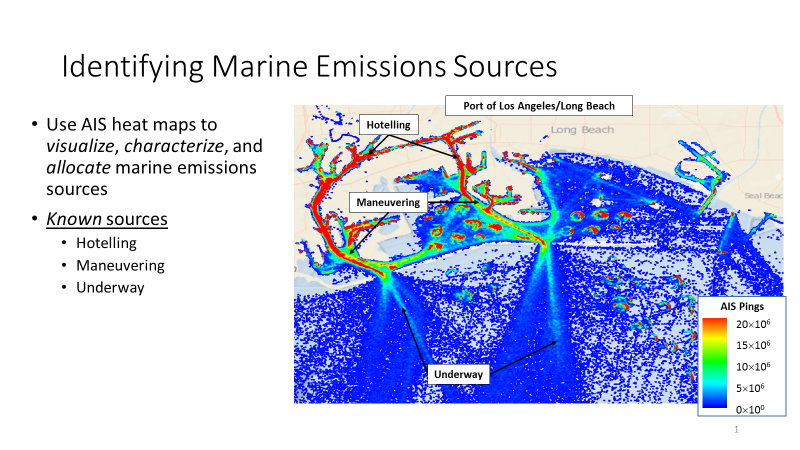 Identifying Marine Emissions Sources
• Use AIS heat maps to
visualize, characterize, and
allocate marine emissions
sources
• Known sources
• Hotelling
• Maneuvering
• Underway
Port of Los Angeles/Long Beach
Hotelling
Long Beach
Maneuvering
Seal Beac
Underway
AIS Pings
20×10⁶
15×10⁶
10×10⁶
5×10⁶
0×10⁰
1